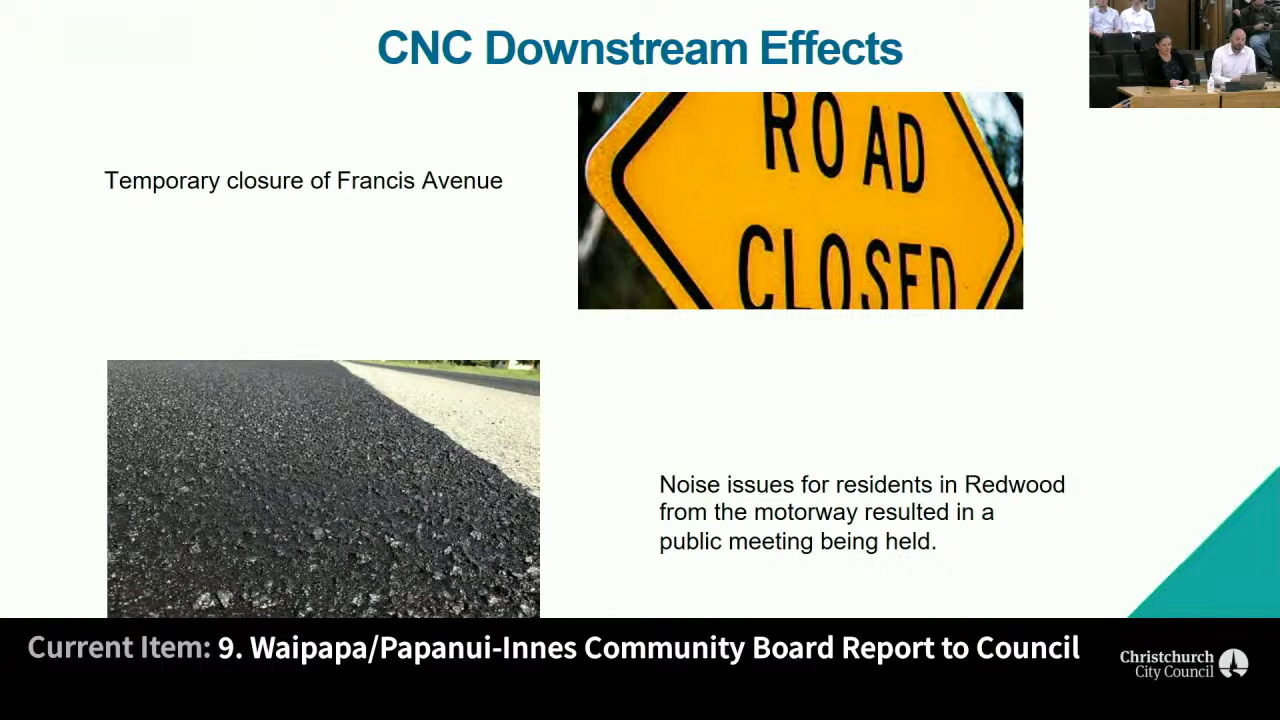 CNC Downstream Effects
ROAD
CLOSED
Temporary closure of Francis Avenue
Noise issues for residents in Redwood
from the motorway resulted in a
public meeting being held.
Current Item: 9. Waipapa/Papanui-Innes Community Board Report to Council
Christchurch
City Council